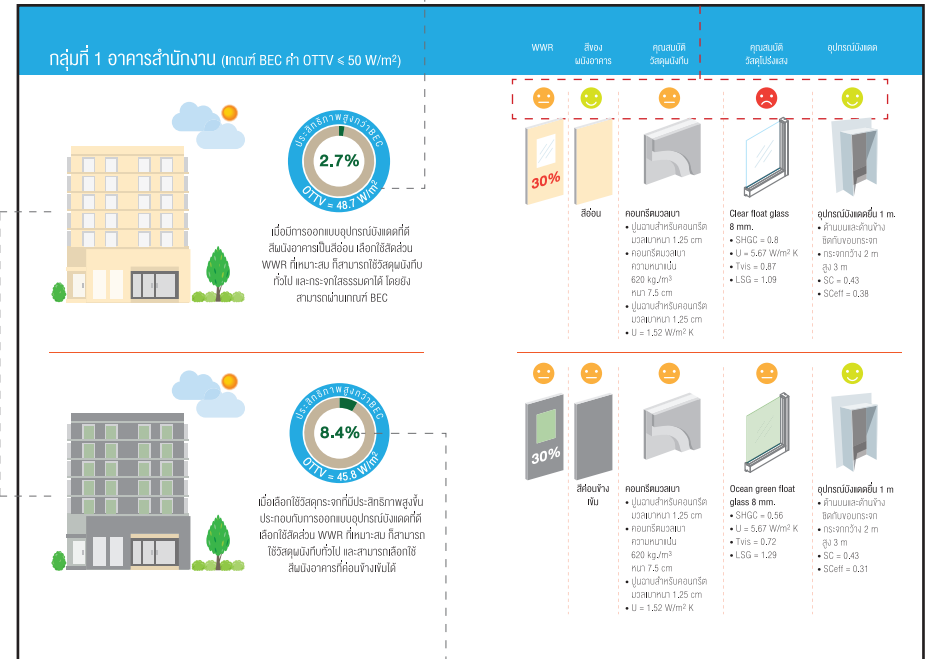 กลุ่มที่ 1 อาคารสำนักงาน (เกณฑ์ BEC ค่า OTTV ≤ 50 W/m²)
WWR
สีของ
ผนังอาคาร
คุณสมบัติ
วัสดุผนังทึบ
คุณสมบัติ
วัสดุโปร่งแสง
อุปกรณ์บังแดด
ประสิทธิภาพสูงกว่าBEC
2.7%
OTTV = 48.7 W/m²
เมื่อมีการออกแบบอุปกรณ์บังแดดที่ดี
สีผนังอาคารเป็นสีอ่อน เลือกใช้สัดส่วน
WWR ที่เหมาะสม ก็สามารถใช้วัสดุผนังทึบ
ทั่วไป และกระจกใสธรรมดาได้ โดยยัง
สามารถผ่านเกณฑ์ BEC
30%
สีอ่อน
คอนกรีตมวลเบา
• ปูนฉาบสำหรับคอนกรีต
มวลเบาหนา 1.25 cm
• คอนกรีตมวลเบา
ความหนาแน่น
620 kg./m³
หนา 7.5 cm
• ปูนฉาบสำหรับคอนกรีต
มวลเบาหนา 1.25 cm
• U = 1.52 W/m² K
Clear float glass
8 mm.
• SHGC = 0.8
• U = 5.67 W/m² K
• Tvis = 0.87
• LSG = 1.09
อุปกรณ์บังแดดยื่น 1 m.
• ด้านบนและด้านข้าง
ชิดกับขอบกระจก
• กระจกกว้าง 2 m
สูง 3 m
• SC = 0.43
• SCeff = 0.38
ประสิทธิภาพสูงกว่าBEC
8.4%
OTTV = 45.8 W/m²
เมื่อเลือกใช้วัสดุกระจกที่มีประสิทธิภาพสูงขึ้น
ประกอบกับการออกแบบอุปกรณ์บังแดดที่ดี
เลือกใช้สัดส่วน WWR ที่เหมาะสม ก็สามารถ
ใช้วัสดุผนังทึบทั่วไป และสามารถเลือกใช้
สีผนังอาคารที่ค่อนข้างเข้มได้
30%
สีค่อนข้าง
เข้ม
คอนกรีตมวลเบา
• ปูนฉาบสำหรับคอนกรีต
มวลเบาหนา 1.25 cm
• คอนกรีตมวลเบา
ความหนาแน่น
620 kg./m³
หนา 7.5 cm
• ปูนฉาบสำหรับคอนกรีต
มวลเบาหนา 1.25 cm
• U = 1.52 W/m² K
Ocean green float
glass 8 mm.
• SHGC = 0.56
• U = 5.67 W/m² K
• Tvis = 0.72
• LSG = 1.29
อุปกรณ์บังแดดยื่น 1 m
• ด้านบนและด้านข้าง
ชิดกับขอบกระจก
• กระจกกว้าง 2 m
สูง 3 m
• SC = 0.43
• SCeff = 0.31